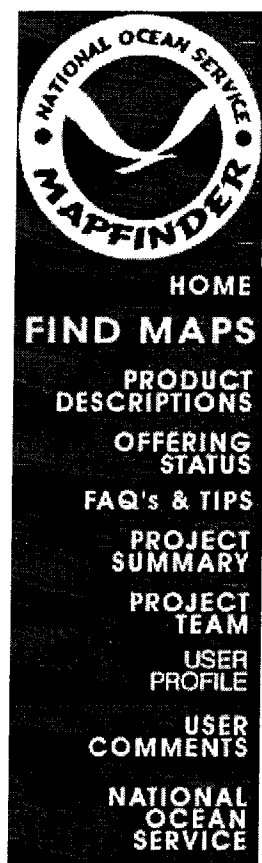 NATIONAL OCEAN SERVICE
MAPFINDER
HOME
FIND MAPS
PRODUCT
DESCRIPTIONS
OFFERING
STATUS
FAQ's & TIPS
PROJECT
SUMMARY
PROJECT
TEAM
USER
PROFILE
USER
COMMENTS
NATIONAL
OCEAN
SERVICE